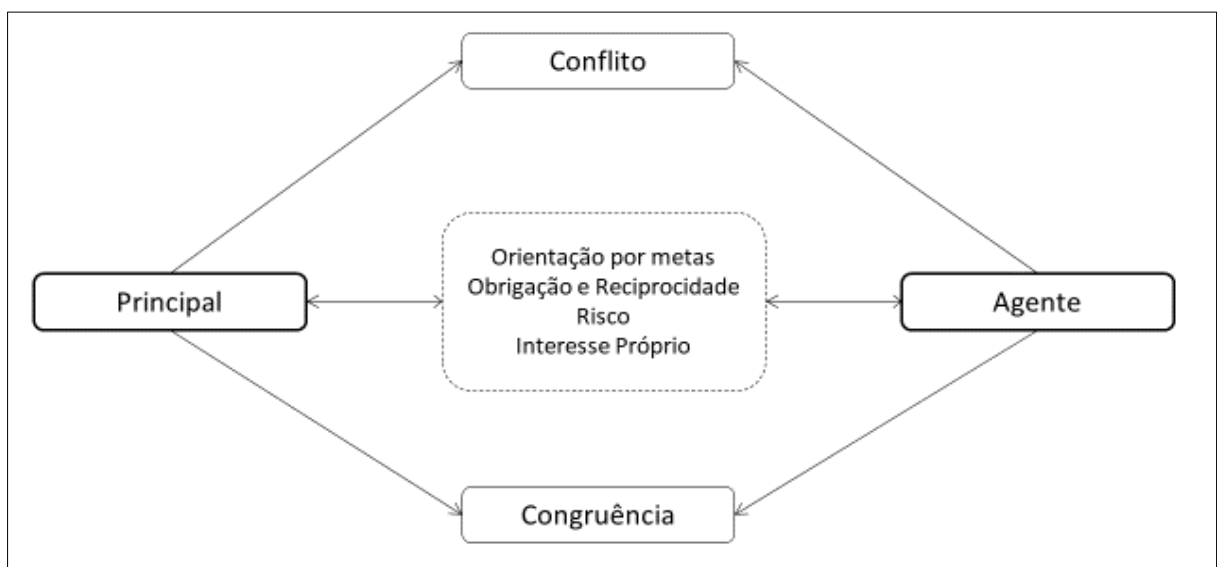 Conflito
Principal
Orientação por metas
Obrigação e Reciprocidade
Risco
Interesse Próprio
Agente
Congruência